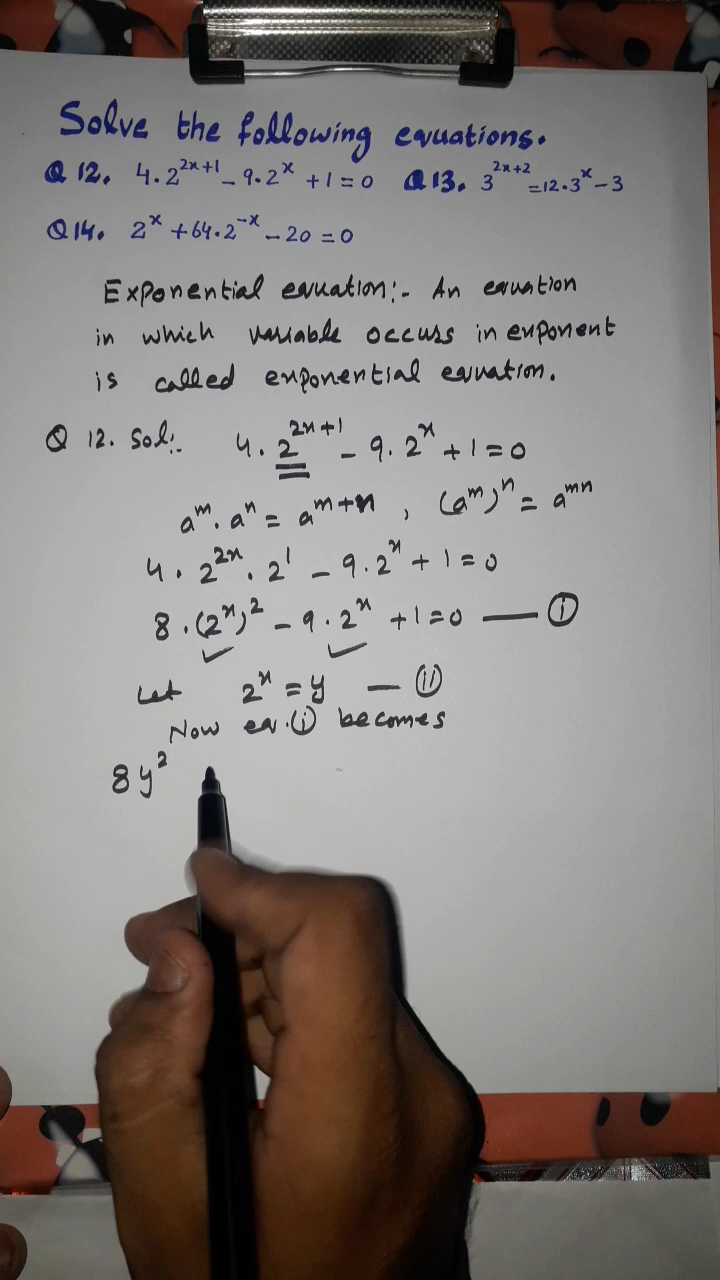 Solve the following equations.
Q 12. 4.2^{2x+1} - 9.2^x + 1 = 0 Q 13. 3^{2x+2} = 12.3^x - 3
Q 14. 2^x + 64.2^{-x} - 20 = 0
Exponential equation:- An equation
in which variable occurs in exponent
is called exponential equation.
Q 12. Sol:- 4.2^{2x+1} - 9.2^x + 1 = 0
a^m . a^n = a^{m+n} , (a^m)^n = a^{mn}
4 . 2^{2x} . 2^1 - 9.2^x + 1 = 0
8 . (2^x)^2 - 9 . 2^x + 1 = 0 — (i)
Let 2^x = y — (ii)
Now eq.(i) becomes
8y^2